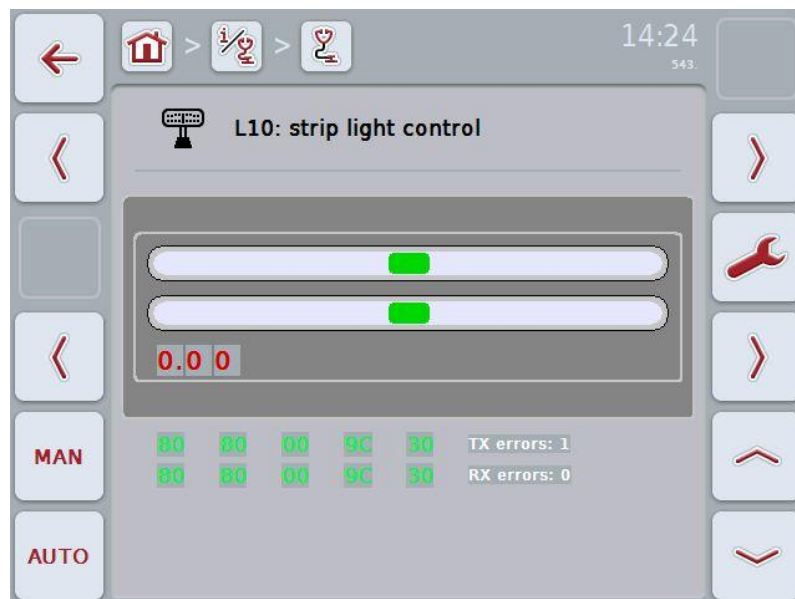 14:24
543.
L10: strip light control
0.0 0
80 80 00 9C 30 TX errors: 1
80 80 00 9C 30 RX errors: 0
MAN
AUTO